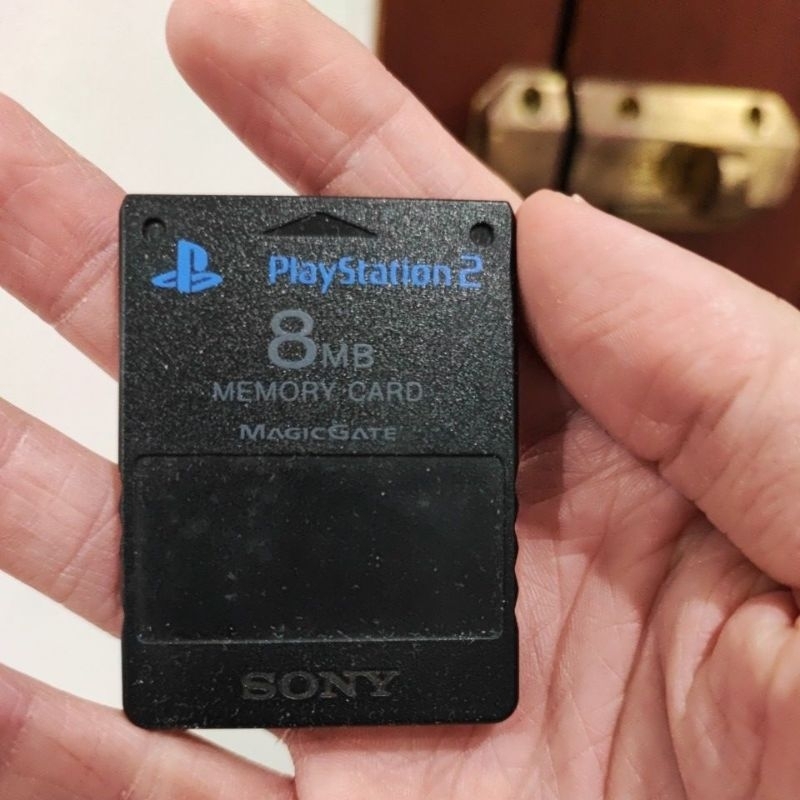 PlayStation 2
8MB
MEMORY CARD
MAGICGATE
SONY